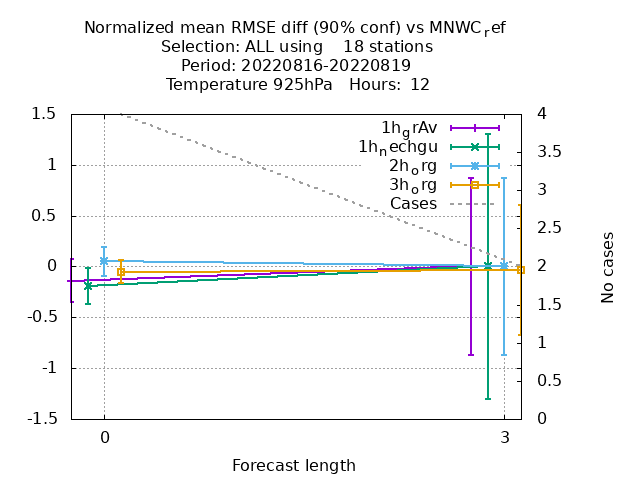 Normalized mean RMSE diff (90% conf) vs MNWC_ref
Selection: ALL using    18 stations
Period: 20220816-20220819
Temperature 925hPa   Hours:  12
1h_grAv
1h_nechgu
2h_org
3h_org
Cases
1.5
1
0.5
0
-0.5
-1
-1.5
4
3.5
3
2.5
2
1.5
1
0.5
0
No cases
0
3
Forecast length